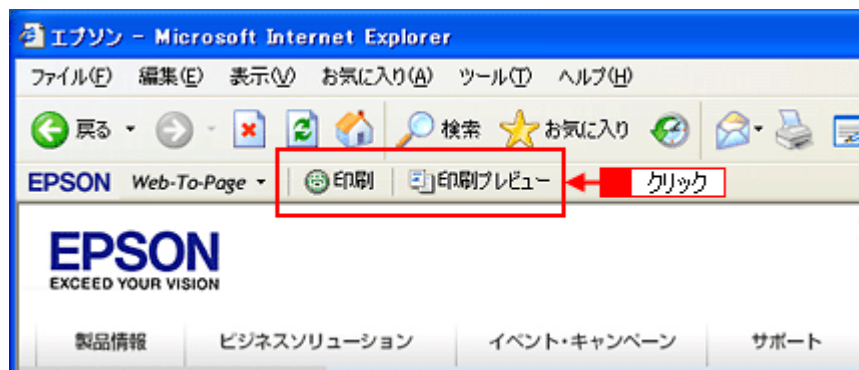 エプソン - Microsoft Internet Explorer
ファイル(F) 編集(E) 表示(V) お気に入り(A) ツール(T) ヘルプ(H)
戻る 検索 お気に入り
EPSON Web-To-Page 印刷 印刷プレビュー クリック
EPSON
EXCEED YOUR VISION
製品情報 ビジネスソリューション イベント・キャンペーン サポート